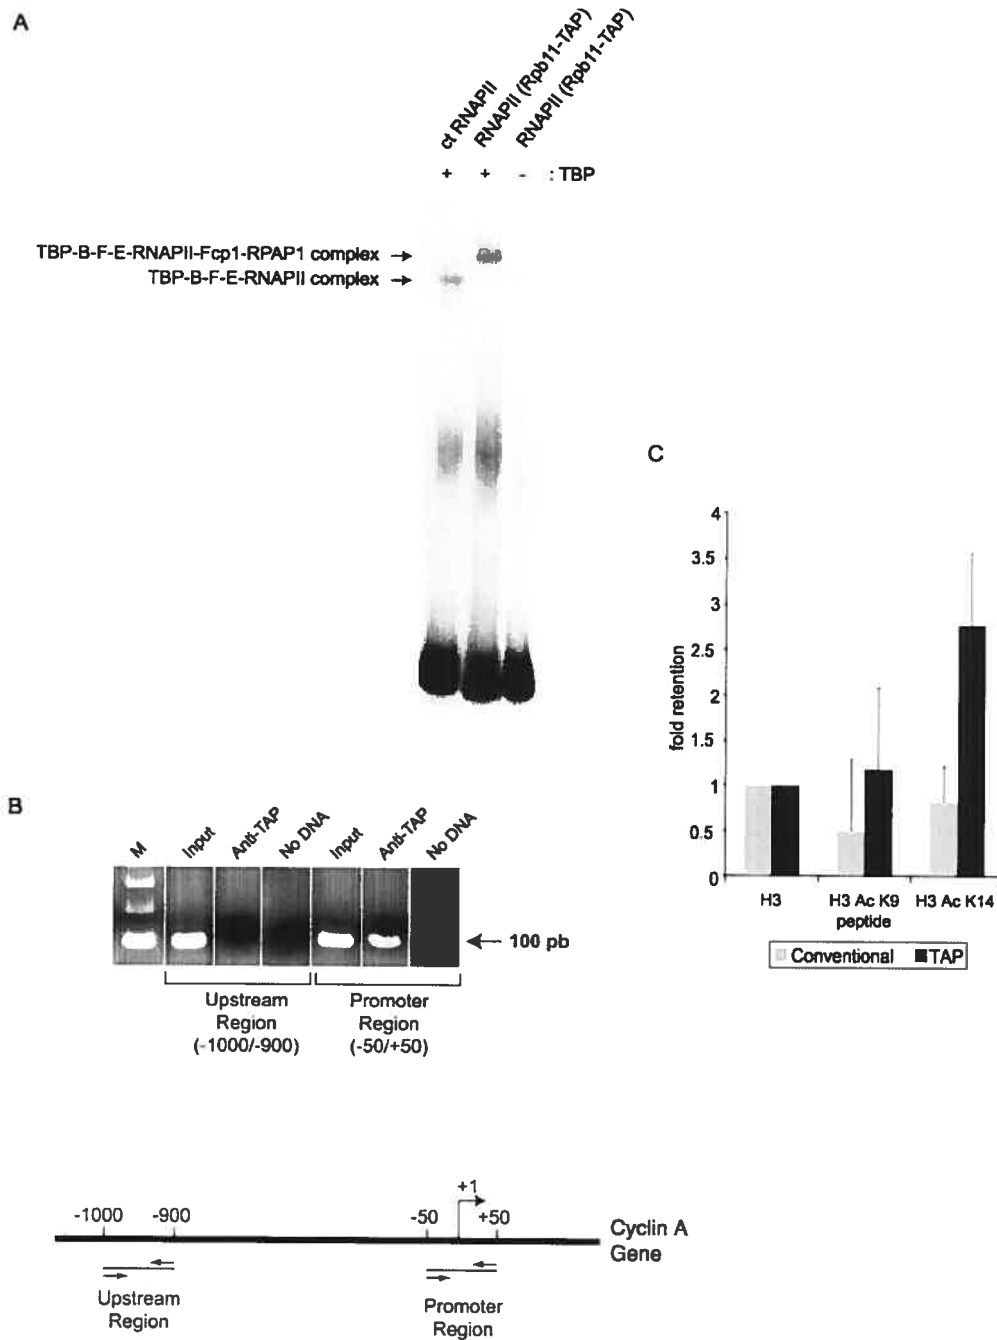 A
ct RNAPII
RNAPII (Rpb11-TAP)
RNAPII (Rpb11-TAP)
+ + - : TBP
TBP-B-F-E-RNAPII-Fcp1-RPAP1 complex
TBP-B-F-E-RNAPII complex
C
4
3.5
3
2.5
2
1.5
1
0.5
0
fold retention
H3
H3 Ac K9
peptide
H3 Ac K14
Conventional TAP
B
M
Input
Anti-TAP
No DNA
Input
Anti-TAP
No DNA
100 pb
Upstream
Region
(-1000/-900)
Promoter
Region
(-50/+50)
+1
-1000 -900 -50 +50
Cyclin A
Gene
Upstream
Region
Promoter
Region